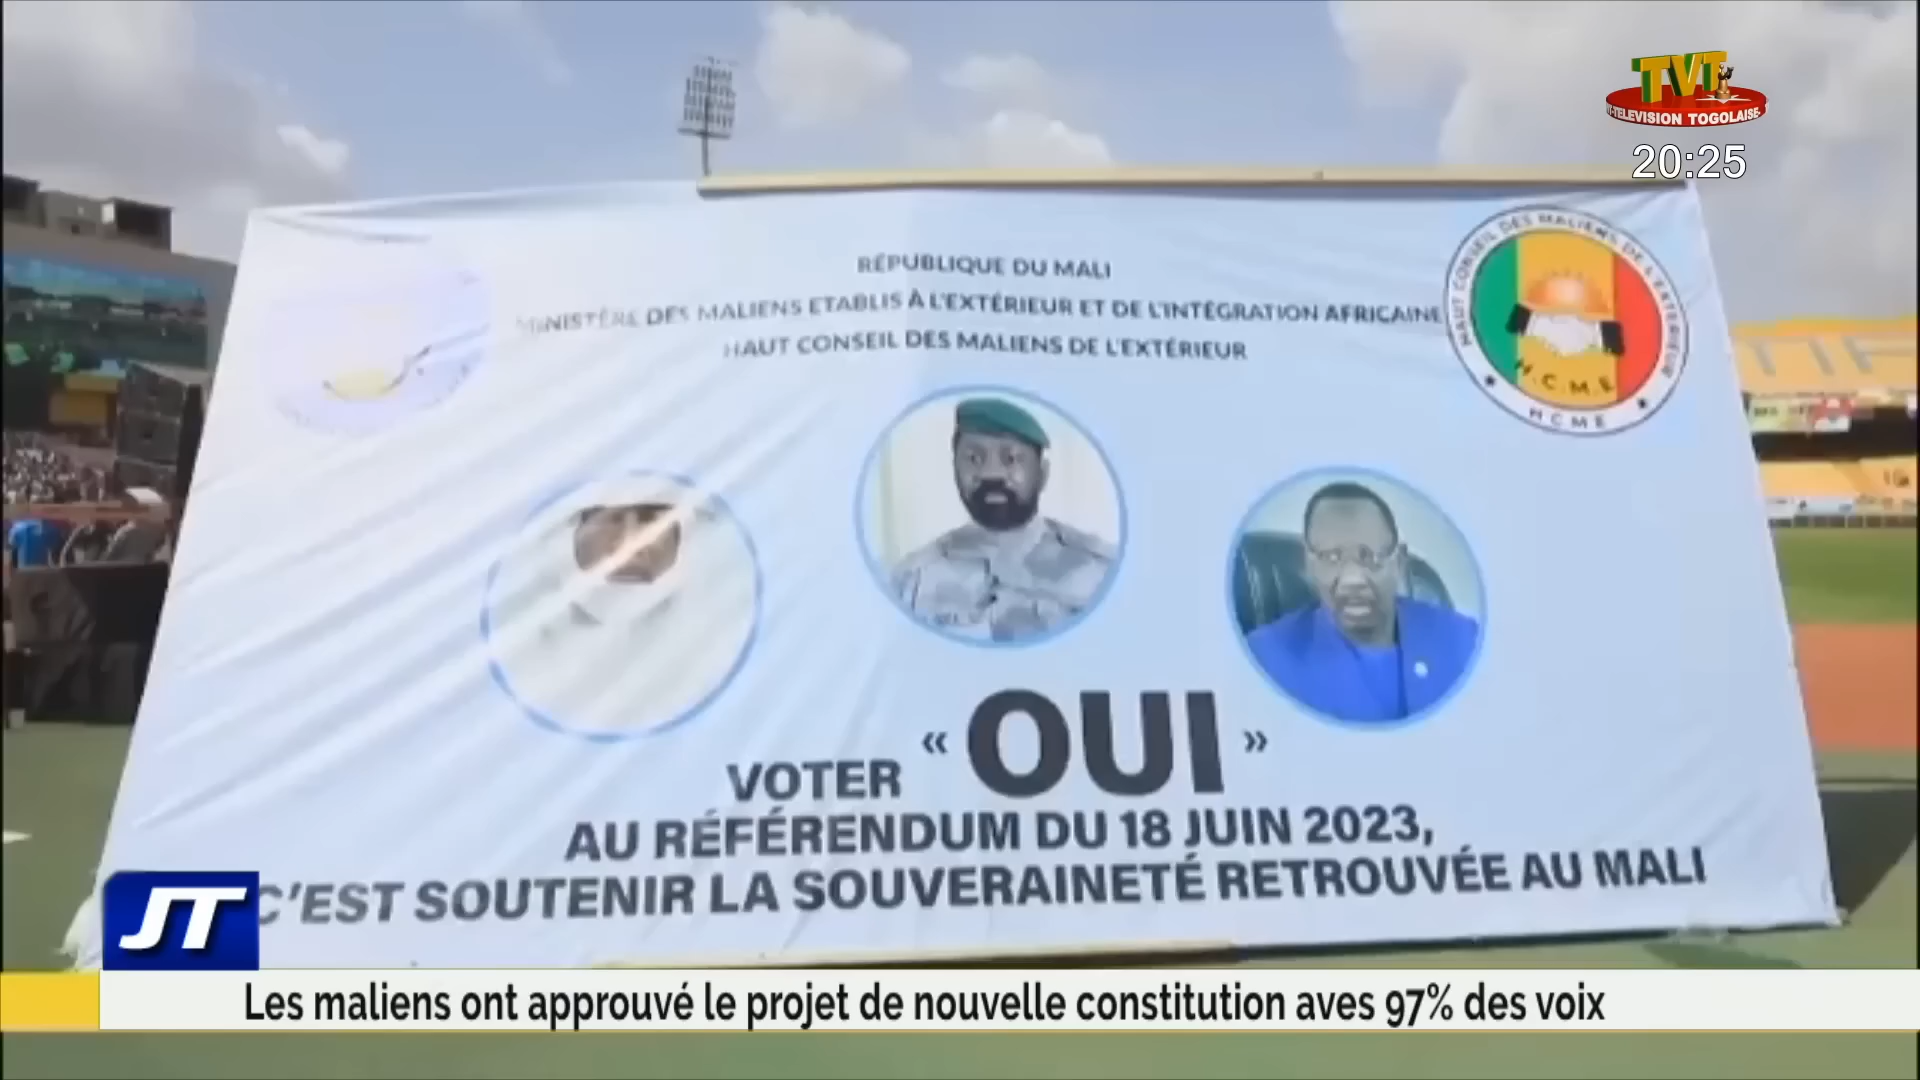 TVT
TELEVISION TOGOLAISE
20:25
RÉPUBLIQUE DU MALI
MINISTÈRE DES MALIENS ETABLIS À L'EXTÉRIEUR ET DE L'INTÉGRATION AFRICAINE
HAUT CONSEIL DES MALIENS DE L'EXTÉRIEUR
HAUT CONSEIL DES MALIENS DE L'EXTERIEUR
H.C.M.E
HCME
VOTER « OUI »
AU RÉFÉRENDUM DU 18 JUIN 2023,
C'EST SOUTENIR LA SOUVERAINETÉ RETROUVÉE AU MALI
JT
Les maliens ont approuvé le projet de nouvelle constitution aves 97% des voix